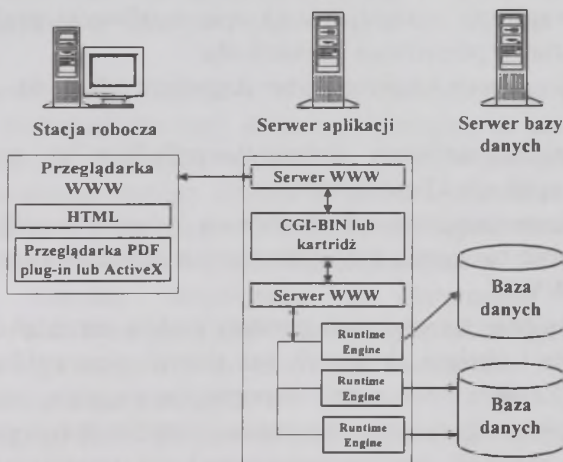 Stacja robocza
Serwer aplikacji
Serwer bazy
danych
Przeglądarka
WWW
HTML
Przeglądarka PDF
plug-in lub ActiveX
Serwer WWW
CGI-BIN lub
kartridż
Serwer WWW
Runtime
Engine
Runtime
Engine
Runtime
Engine
Baza
danych
Baza
danych